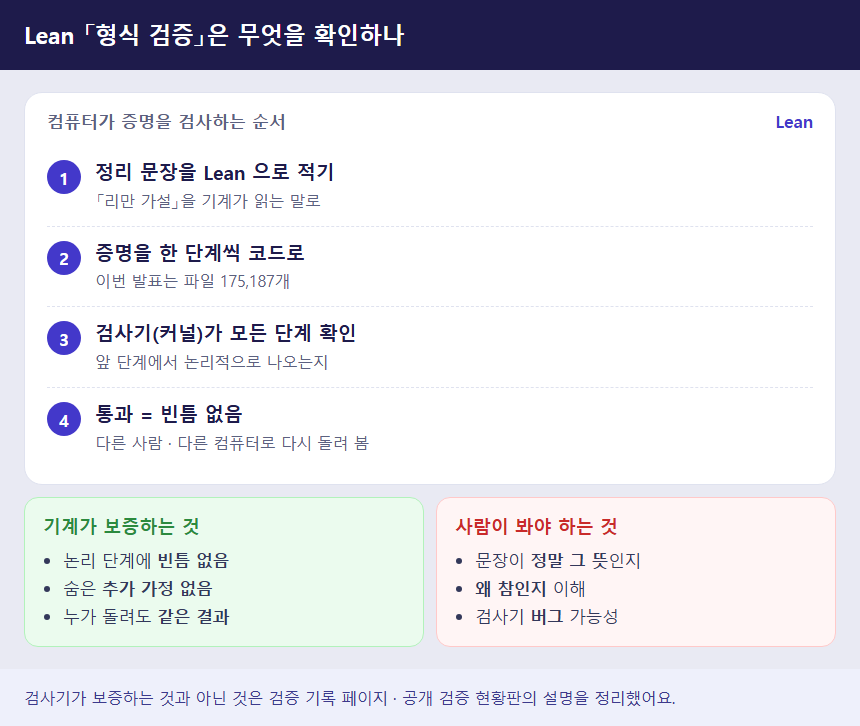 Lean 「형식 검증」은 무엇을 확인하나
컴퓨터가 증명을 검사하는 순서
Lean
1
정리 문장을 Lean 으로 적기
「리만 가설」을 기계가 읽는 말로
2
증명을 한 단계씩 코드로
이번 발표는 파일 175,187개
3
검사기(커널)가 모든 단계 확인
앞 단계에서 논리적으로 나오는지
4
통과 = 빈틈 없음
다른 사람 · 다른 컴퓨터로 다시 돌려 봄
기계가 보증하는 것
• 논리 단계에 빈틈 없음
• 숨은 추가 가정 없음
• 누가 돌려도 같은 결과
사람이 봐야 하는 것
• 문장이 정말 그 뜻인지
• 왜 참인지 이해
• 검사기 버그 가능성
검사기가 보증하는 것과 아닌 것은 검증 기록 페이지 · 공개 검증 현황판의 설명을 정리했어요.